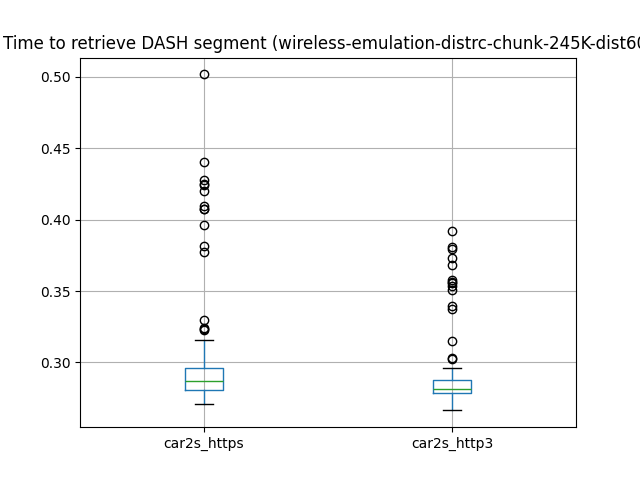 Time to retrieve DASH segment (wireless-emulation-distrc-chunk-245K-dist60
0.50
0.45
0.40
0.35
0.30
car2s_https
car2s_http3